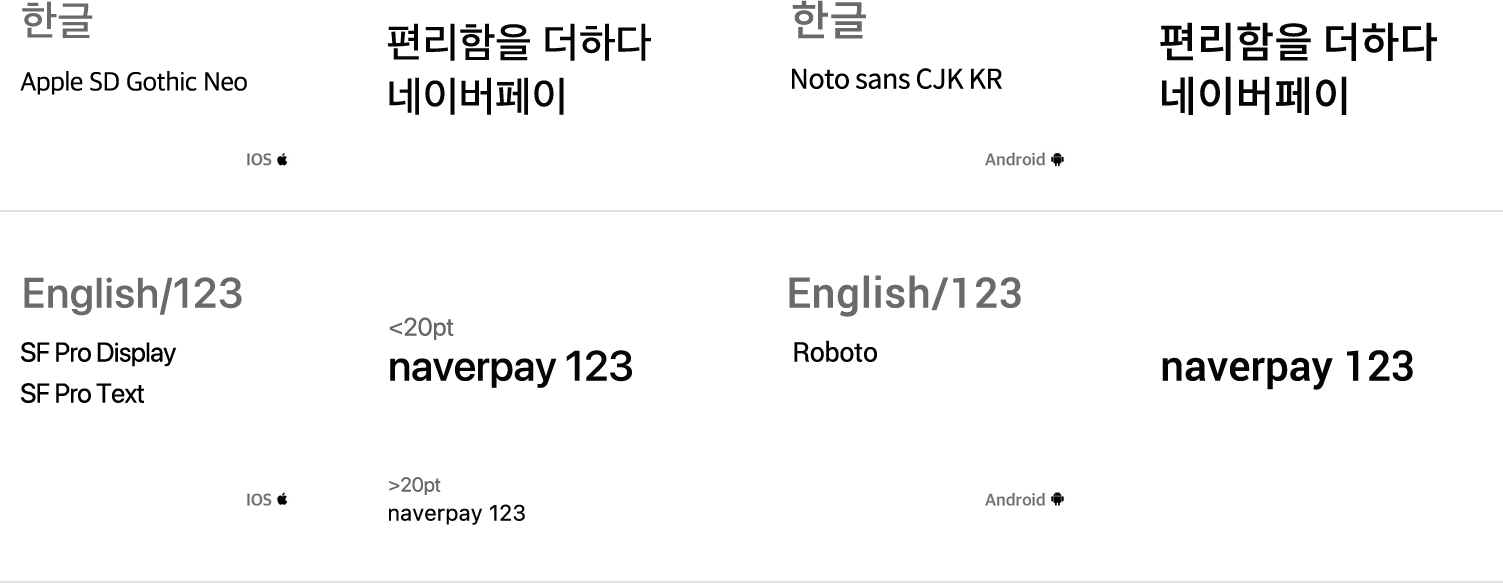 한글
Apple SD Gothic Neo
IOS
편리함을 더하다
네이버페이
한글
Noto sans CJK KR
Android
편리함을 더하다
네이버페이
English/123
SF Pro Display
SF Pro Text
IOS
<20pt
naverpay 123
>20pt
naverpay 123
English/123
Roboto
Android
naverpay 123